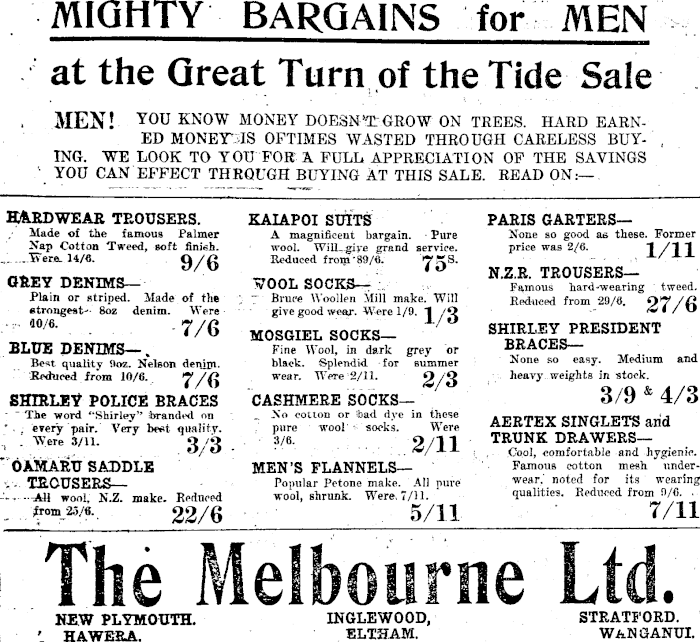 MIGHTY BARGAINS for MEN
at the Great Turn of the Tide Sale
MEN! YOU KNOW MONEY DOESN'T GROW ON TREES. HARD EARN-
ED MONEY IS OFTIMES WASTED THROUGH CARELESS BUY-
ING. WE LOOK TO YOU FOR A FULL APPRECIATION OF THE SAVINGS
YOU CAN EFFECT THROUGH BUYING AT THIS SALE. READ ON:—
HARDWEAR TROUSERS.
Made of the famous Palmer
Nap Cotton Tweed, soft finish.
Were 14/6. 9/6
GREY DENIMS—
Plain or striped. Made of the
strongest 8oz denim. Were
10/6. 7/6
BLUE DENIMS—
Best quality 9oz. Nelson denim.
Reduced from 10/6. 7/6
SHIRLEY POLICE BRACES
The word "Shirley" branded on
every pair. Very best quality.
Were 3/11. 3/3
OAMARU SADDLE
TROUSERS—
All wool, N.Z. make. Reduced
from 25/6. 22/6
KAIAPOI SUITS
A magnificent bargain. Pure
wool. Will give grand service.
Reduced from 89/6. 75s.
WOOL SOCKS—
Bruce Woollen Mill make. Will
give good wear. Were 1/9. 1/3
MOSGIEL SOCKS—
Fine Wool, in dark grey or
black. Splendid for summer
wear. Were 2/11. 2/3
CASHMERE SOCKS—
No cotton or bad dye in these
pure wool socks. Were
3/6. 2/11
MEN'S FLANNELS—
Popular Petone make. All pure
wool, shrunk. Were 7/11.
5/11
PARIS GARTERS—
None so good as these. Former
price was 2/6. 1/11
N.Z.R. TROUSERS—
Famous hard-wearing tweed.
Reduced from 29/6. 27/6
SHIRLEY PRESIDENT
BRACES—
None so easy. Medium and
heavy weights in stock.
3/9 & 4/3
AERTEX SINGLETS and
TRUNK DRAWERS—
Cool, comfortable and hygienic.
Famous cotton mesh under-
wear, noted for its wearing
qualities. Reduced from 9/6.
7/11
The Melbourne Ltd.
NEW PLYMOUTH. INGLEWOOD, STRATFORD.
HAWERA. ELTHAM. WANGANUI.